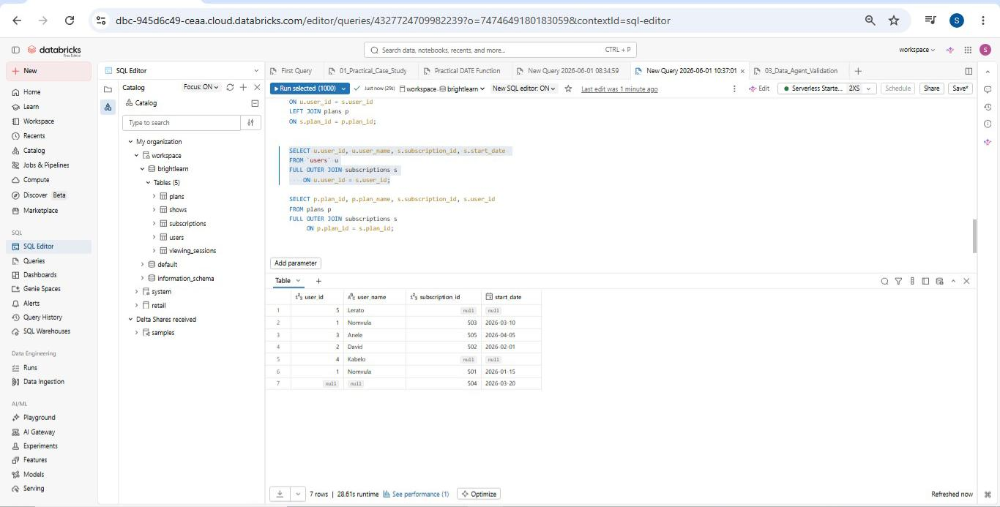 dbc-945d6c49-ceaa.cloud.databricks.com/editor/queries/4327724709982239?o=7474649180183059&contextId=sql-editor
S
databricks
Free Edition
Search data, notebooks, recents, and more...
CTRL + P
workspace
S
New
Home
Learn
Workspace
Recents
Catalog
Jobs & Pipelines
Compute
Discover Beta
Marketplace
SQL
SQL Editor
Queries
Dashboards
Genie Spaces
Alerts
Query History
SQL Warehouses
Data Engineering
Runs
Data Ingestion
AI/ML
Playground
AI Gateway
Experiments
Features
Models
Serving
SQL Editor
Catalog
Focus: ON
Catalog
Type to search
My organization
workspace
brightlearn
Tables (5)
plans
shows
subscriptions
users
viewing_sessions
default
information_schema
system
retail
Delta Shares received
samples
First Query
01_Practical_Case_Study
Practical DATE Function
New Query 2026-06-01 08:34:59
New Query 2026-06-01 10:37:01
03_Data_Agent_Validation
Run selected (1000)
Just now (29s)
workspace.
brightlearn
New SQL editor: ON
Last edit was 1 minute ago
Edit
Serverless Starte... 2XS
Schedule
Share
Save*
ON u.user_id = s.user_id
LEFT JOIN plans p
ON s.plan_id = p.plan_id;
SELECT u.user_id, u.user_name, s.subscription_id, s.start_date
FROM `users` u
FULL OUTER JOIN subscriptions s
ON u.user_id = s.user_id;
SELECT p.plan_id, p.plan_name, s.subscription_id, s.user_id
FROM plans p
FULL OUTER JOIN subscriptions s
ON p.plan_id = s.plan_id;
Add parameter
Table
user_id user_name subscription_id start_date
1 5 Lerato null null
2 1 Nomvula 503 2026-03-10
3 3 Anele 505 2026-04-05
4 2 David 502 2026-02-01
5 4 Kabelo null null
6 1 Nomvula 501 2026-01-15
7 null null 504 2026-03-20
7 rows | 28.61s runtime
See performance (1)
Optimize
Refreshed now